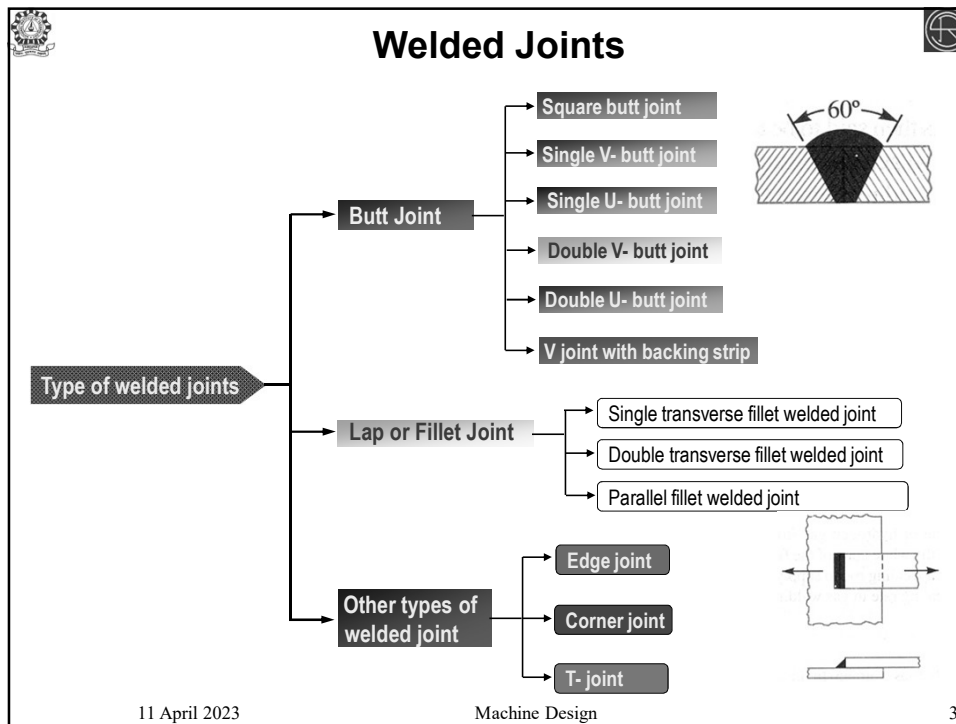 Welded Joints
Square butt joint
60º
Single V- butt joint
Butt Joint
Single U- butt joint
Double V- butt joint
Double U- butt joint
V joint with backing strip
Type of welded joints
Lap or Fillet Joint
Single transverse fillet welded joint
Double transverse fillet welded joint
Parallel fillet welded joint
Other types of
welded joint
Edge joint
Corner joint
T- joint
11 April 2023
Machine Design
3